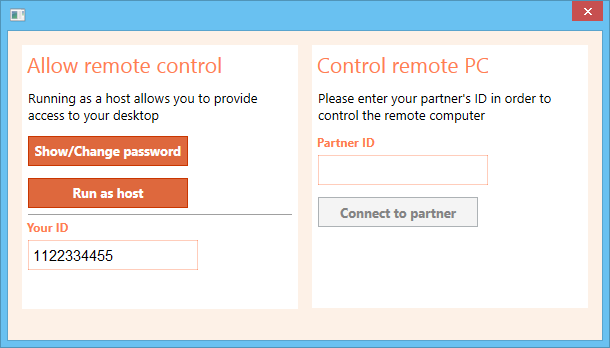 Allow remote control
Running as a host allows you to provide
access to your desktop
Show/Change password
Run as host
Your ID
1122334455
Control remote PC
Please enter your partner's ID in order to
control the remote computer
Partner ID
Connect to partner